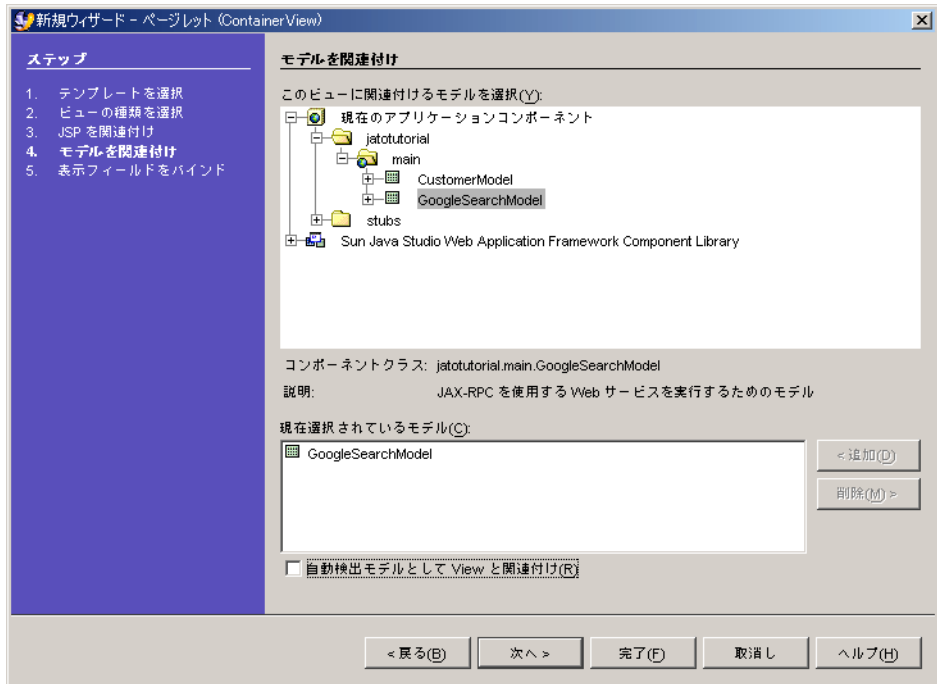 新規ウィザード - ページレット (ContainerView)
ステップ
1. テンプレートを選択
2. ビューの種類を選択
3. JSP を関連付け
4. モデルを関連付け
5. 表示フィールドをバインド
モデルを関連付け
このビューに関連付けるモデルを選択(Y):
現在のアプリケーションコンポーネント
jatotutorial
main
CustomerModel
GoogleSearchModel
stubs
Sun Java Studio Web Application Framework Component Library
コンポーネントクラス: jatotutorial.main.GoogleSearchModel
説明: JAX-RPC を使用する Web サービスを実行するためのモデル
現在選択されているモデル(C):
GoogleSearchModel
< 追加(D)
削除(M) >
自動検出モデルとして View と関連付け(R)
< 戻る(B) 次へ > 完了(F) 取消し ヘルプ(H)